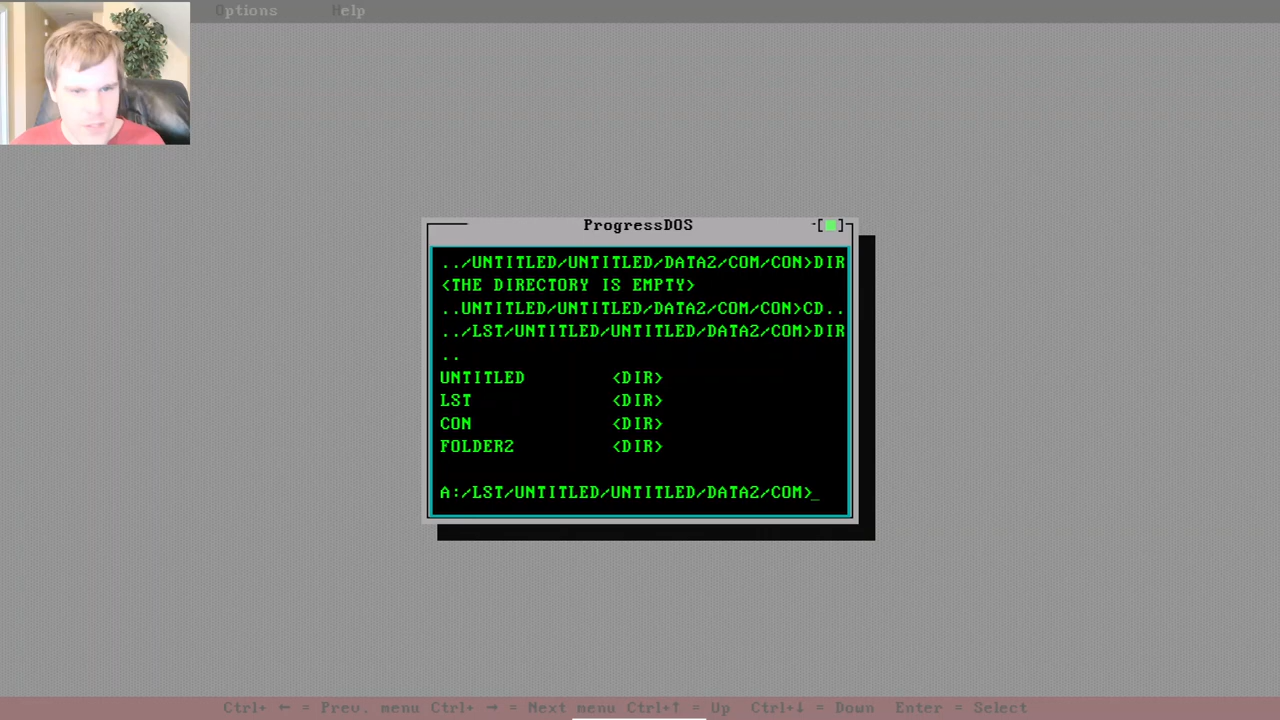 Options Help
ProgressDOS
../UNTITLED/UNTITLED/DATA2/COM/CON>DIR
<THE DIRECTORY IS EMPTY>
..UNTITLED/UNTITLED/DATA2/COM/CON>CD..
../LST/UNTITLED/UNTITLED/DATA2/COM>DIR
..
UNTITLED <DIR>
LST <DIR>
CON <DIR>
FOLDER2 <DIR>
A:/LST/UNTITLED/UNTITLED/DATA2/COM>_
Ctrl+ ← = Prev. menu Ctrl+ → = Next menu Ctrl+↑ = Up Ctrl+↓ = Down Enter = Select